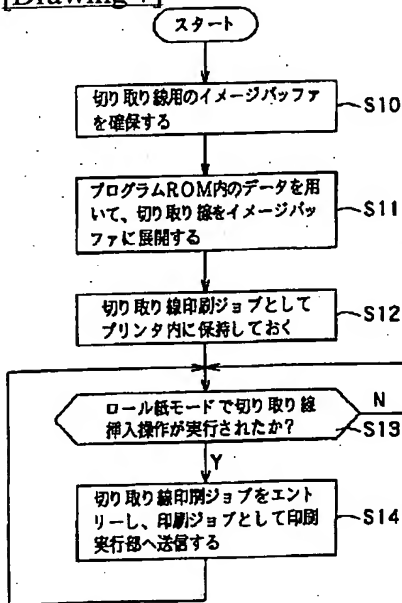 スタート
切り取り線用のイメージバッファ
を確保する
S10
プログラムROM内のデータを用
いて、切り取り線をイメージバッ
ファに展開する
S11
切り取り線印刷ジョブとして
プリンタ内に保持しておく
S12
ロール紙モードで切り取り線
挿入操作が実行されたか?
N
S13
Y
切り取り線印刷ジョブをエント
リーし、印刷ジョブとして印刷
実行部へ送信する
S14